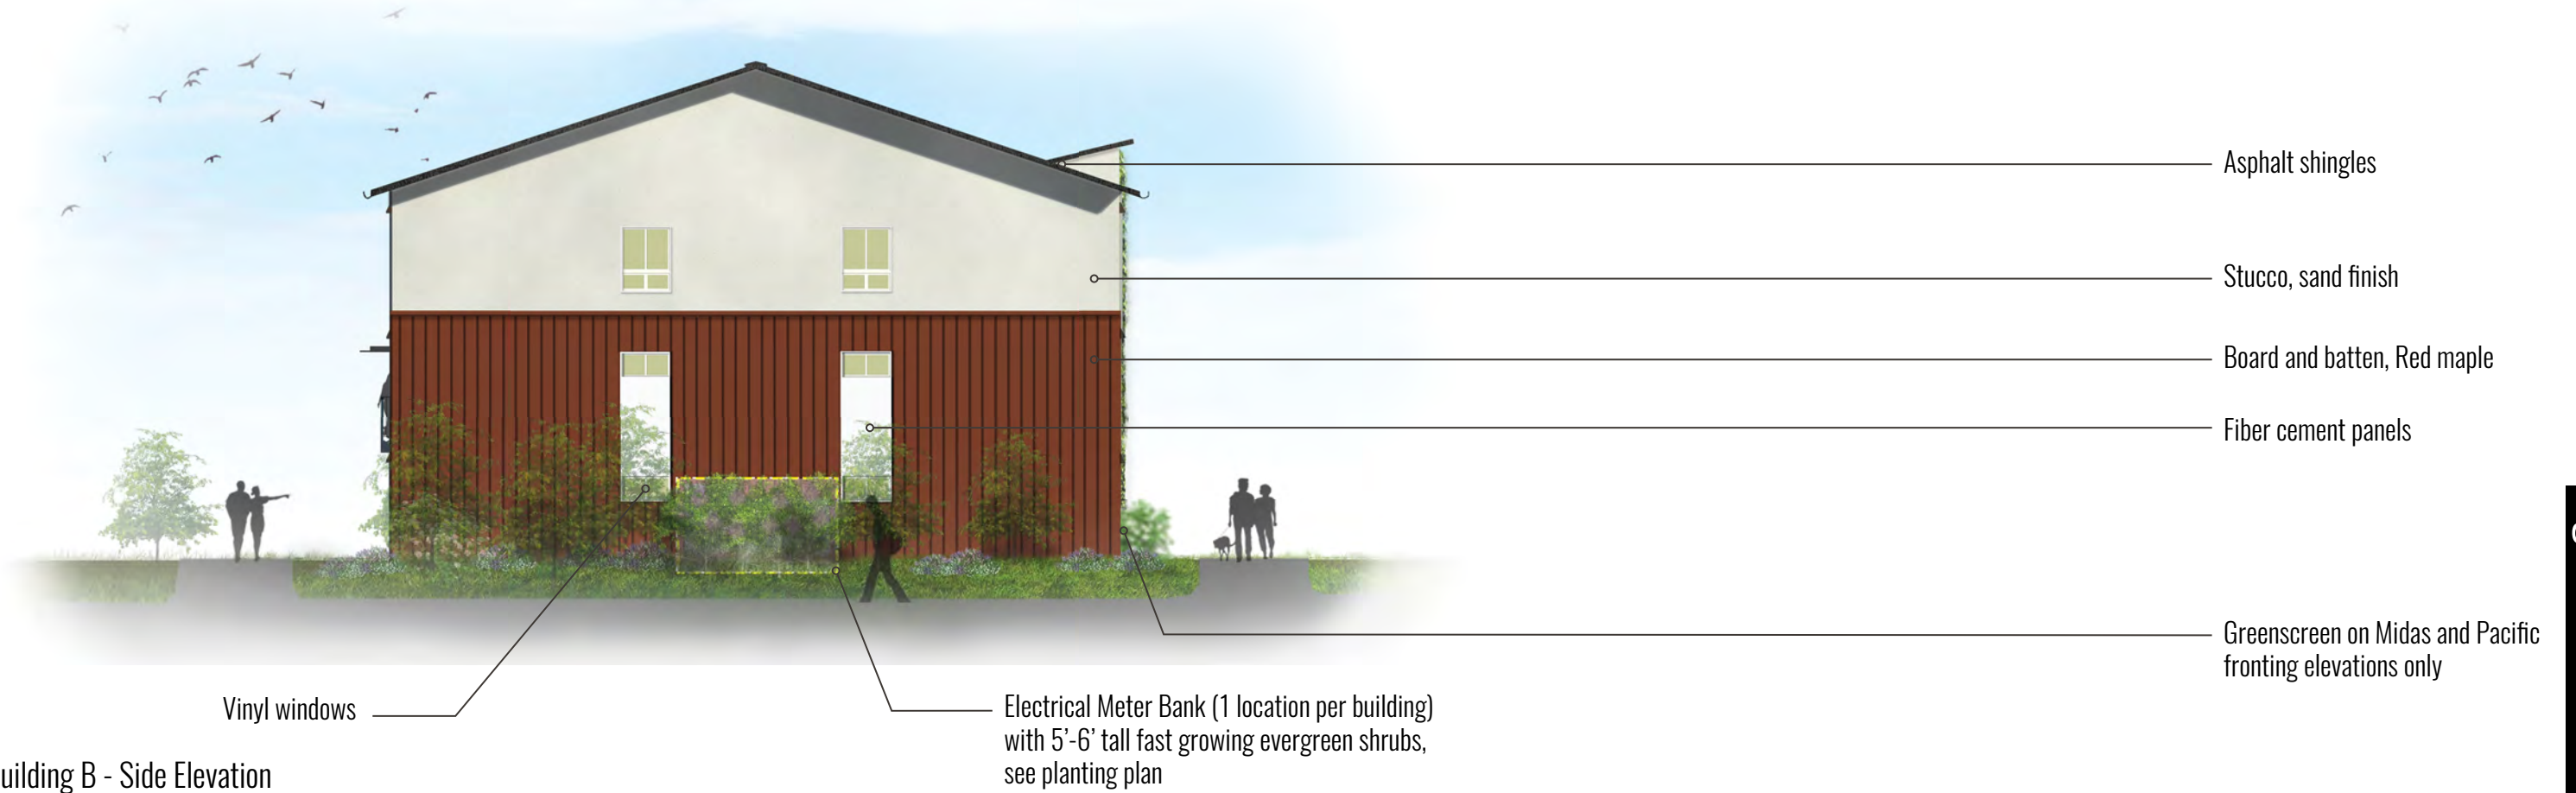 Asphalt shingles
Stucco, sand finish
Board and batten, Red maple
Fiber cement panels
Greenscreen on Midas and Pacific
fronting elevations only
Vinyl windows
Electrical Meter Bank (1 location per building)
with 5’-6’ tall fast growing evergreen shrubs,
see planting plan
uilding B - Side Elevation